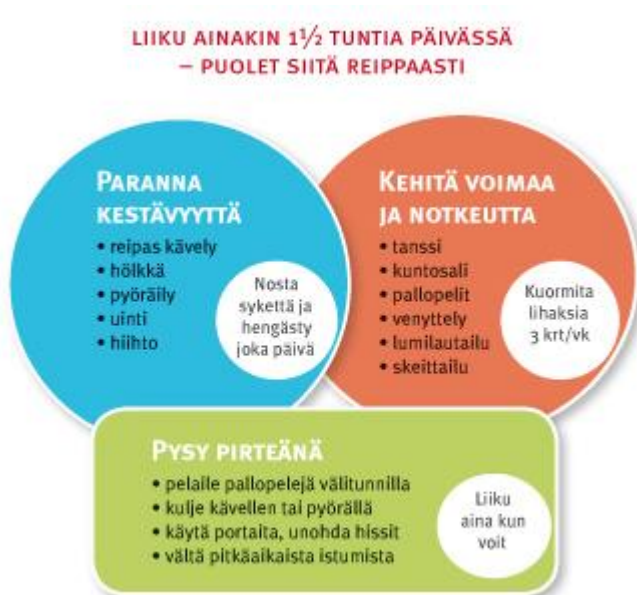 LIIKU AINAKIN 1½ TUNTIA PÄIVÄSSÄ
– PUOLET SIITÄ REIPPAASTI
PARANNA
KESTÄVYYTTÄ
• reipas kävely
• hölkkä
• pyöräily
• uinti
• hiihto
Nosta
sykettä ja
hengästy
joka päivä
KEHITÄ VOIMAA
JA NOTKEUTTA
• tanssi
• kuntosali
• pallopelit
• venyttely
• lumilautailu
• skeittailu
Kuormita
lihaksia
3 krt/vk
PYSY PIRTEÄNÄ
• pelaile pallopelejä välitunnilla
• kulje kävellen tai pyörällä
• käytä portaita, unohda hissit
• vältä pitkäaikaista istumista
Liiku
aina kun
voit